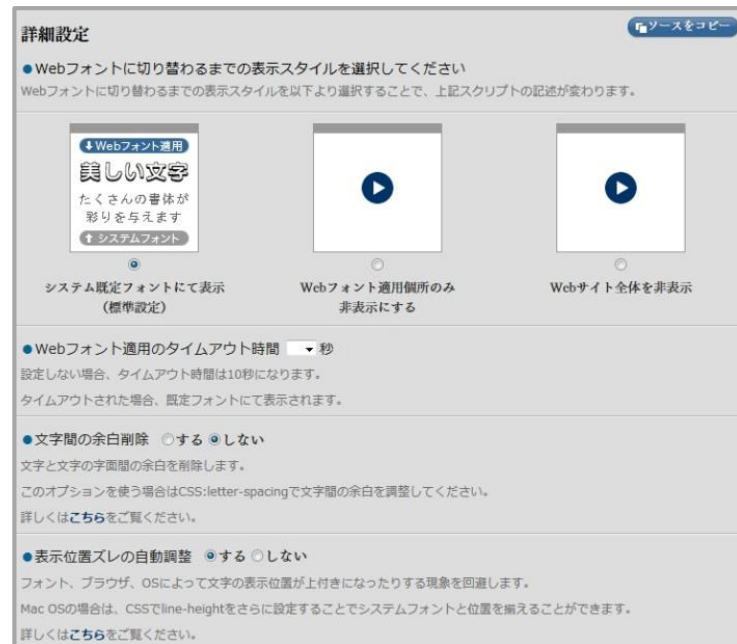 詳細設定
ソースをコピー
●Webフォントに切り替わるまでの表示スタイルを選択してください
Webフォントに切り替わるまでの表示スタイルを以下より選択することで、上記スクリプトの記述が変わります。
↓Webフォント適用
美しい文字
たくさんの書体が
彩りを与えます
↑システムフォント
システム既定フォントにて表示
(標準設定)
Webフォント適用個所のみ
非表示にする
Webサイト全体を非表示
●Webフォント適用のタイムアウト時間 秒
設定しない場合、タイムアウト時間は10秒になります。
タイムアウトされた場合、既定フォントにて表示されます。
●文字間の余白削除 する しない
文字と文字の字面間の余白を削除します。
このオプションを使う場合はCSS:letter-spacingで文字間の余白を調整してください。
詳しくはこちらをご覧ください。
●表示位置ズレの自動調整 する しない
フォント、ブラウザ、OSによって文字の表示位置が上付きになったりする現象を回避します。
Mac OSの場合は、CSSでline-heightをさらに設定することでシステムフォントと位置を揃えることができます。
詳しくはこちらをご覧ください。